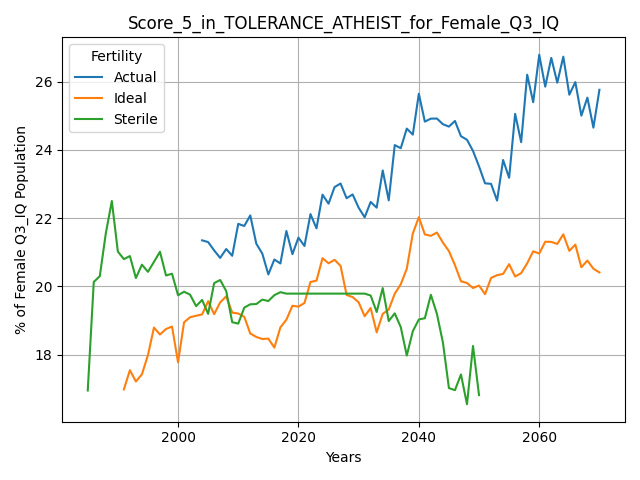 Score_5_in_TOLERANCE_ATHEIST_for_Female_Q3_IQ
Fertility
Actual
Ideal
Sterile
% of Female Q3_IQ Population
26
24
22
20
18
2000
2020
2040
2060
Years